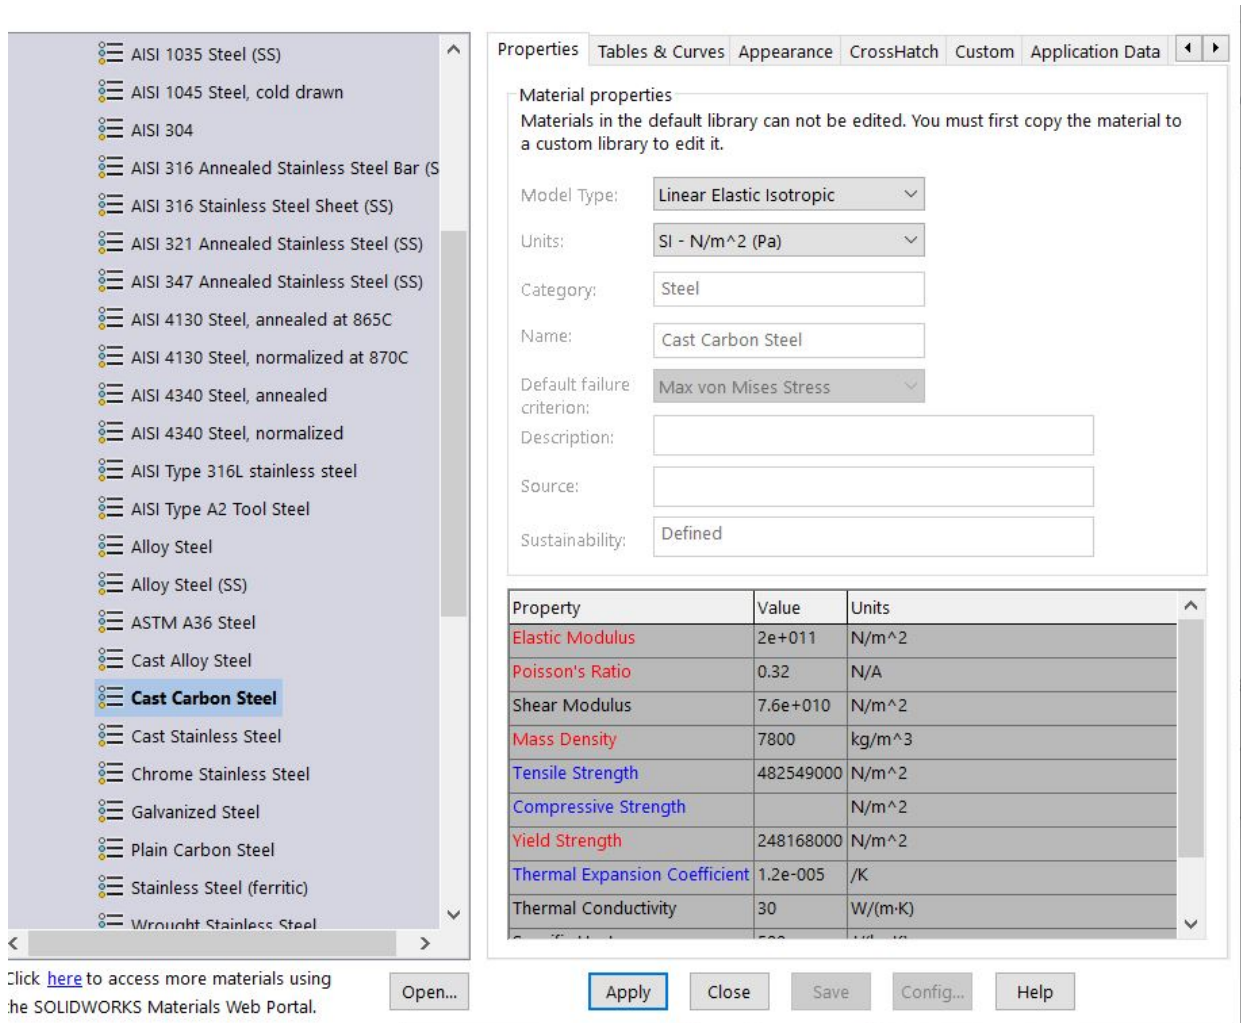 AISI 1035 Steel (SS)
AISI 1045 Steel, cold drawn
AISI 304
AISI 316 Annealed Stainless Steel Bar (S
AISI 316 Stainless Steel Sheet (SS)
AISI 321 Annealed Stainless Steel (SS)
AISI 347 Annealed Stainless Steel (SS)
AISI 4130 Steel, annealed at 865C
AISI 4130 Steel, normalized at 870C
AISI 4340 Steel, annealed
AISI 4340 Steel, normalized
AISI Type 316L stainless steel
AISI Type A2 Tool Steel
Alloy Steel
Alloy Steel (SS)
ASTM A36 Steel
Cast Alloy Steel
Cast Carbon Steel
Cast Stainless Steel
Chrome Stainless Steel
Galvanized Steel
Plain Carbon Steel
Stainless Steel (ferritic)
Wrought Stainless Steel
Click here to access more materials using
the SOLIDWORKS Materials Web Portal.
Open...
Properties Tables & Curves Appearance CrossHatch Custom Application Data
Material properties
Materials in the default library can not be edited. You must first copy the material to
a custom library to edit it.
Model Type: Linear Elastic Isotropic
Units: SI - N/m^2 (Pa)
Category: Steel
Name: Cast Carbon Steel
Default failure
criterion: Max von Mises Stress
Description:
Source:
Sustainability: Defined
Property Value Units
Elastic Modulus 2e+011 N/m^2
Poisson's Ratio 0.32 N/A
Shear Modulus 7.6e+010 N/m^2
Mass Density 7800 kg/m^3
Tensile Strength 482549000 N/m^2
Compressive Strength N/m^2
Yield Strength 248168000 N/m^2
Thermal Expansion Coefficient 1.2e-005 /K
Thermal Conductivity 30 W/(m·K)
Apply Close Save Config... Help